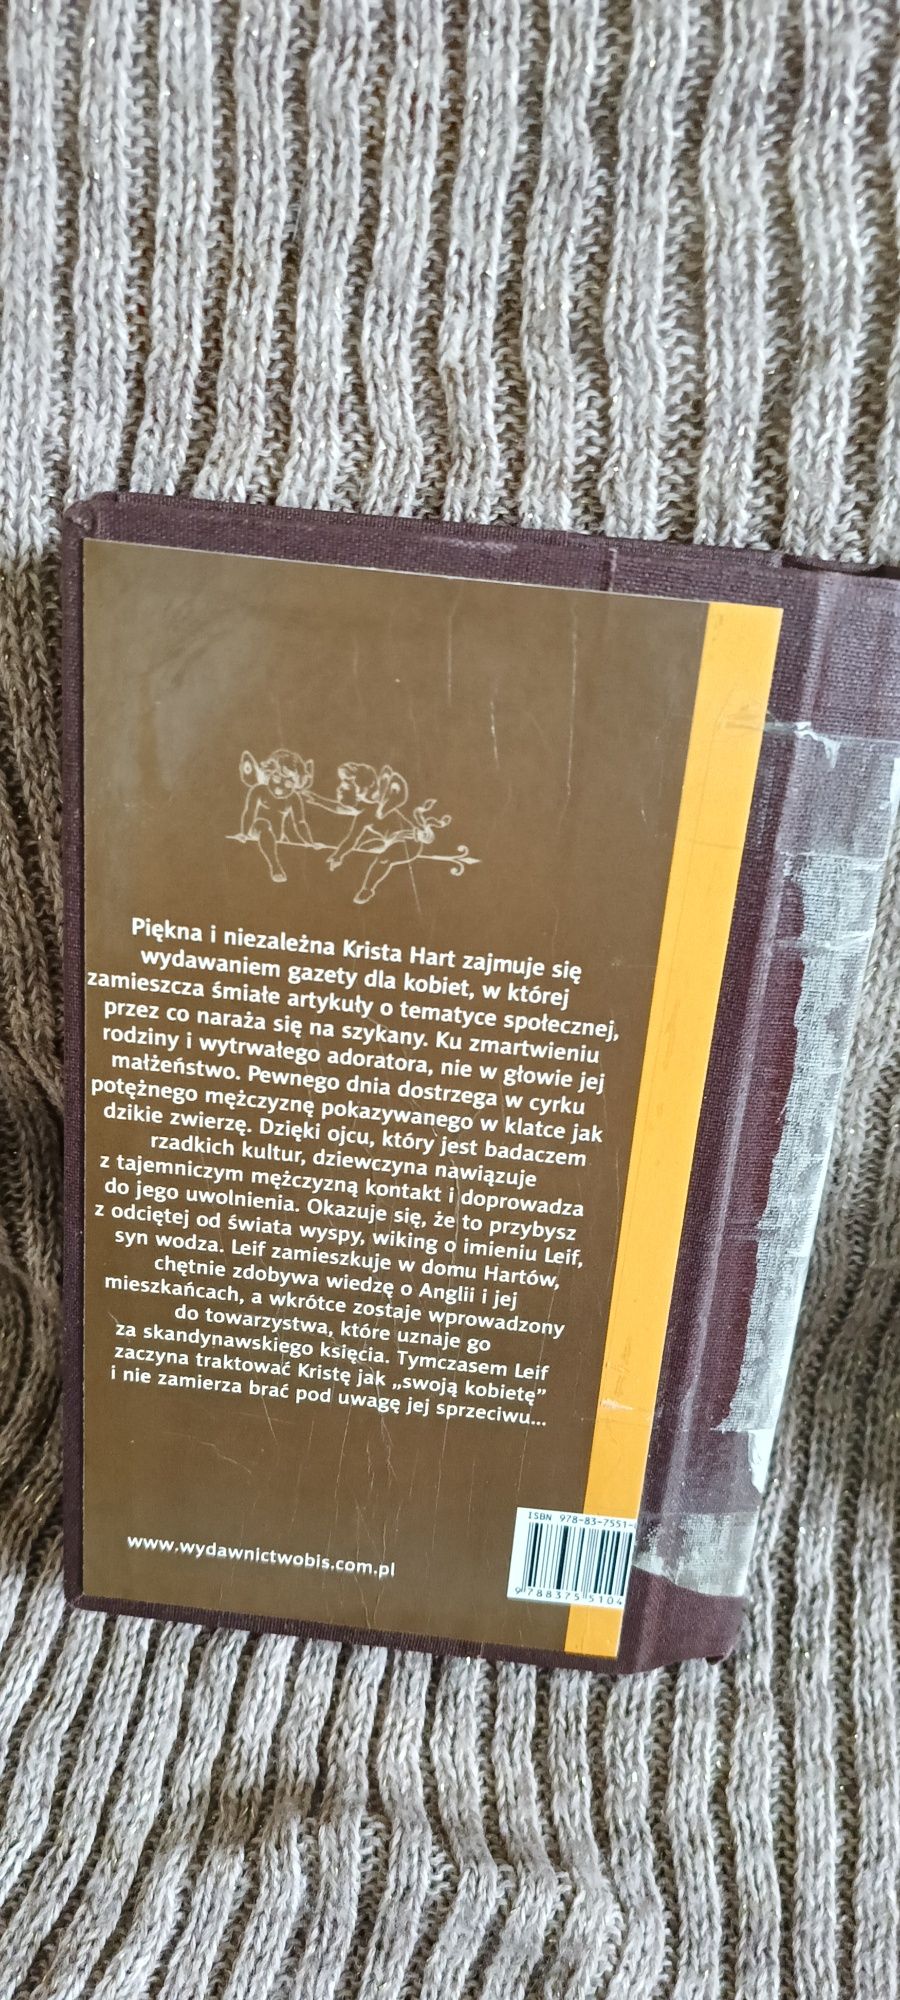 Piękna i niezależna Krista Hart zajmuje się
wydawaniem gazety dla kobiet, w której
zamieszcza śmiałe artykuły o tematyce społecznej,
przez co naraża się na szykany. Ku zmartwieniu
rodziny i wytrwałego adoratora, nie w głowie jej
małżeństwo. Pewnego dnia dostrzega w cyrku
potężnego mężczyznę pokazywanego w klatce jak
dzikie zwierzę. Dzięki ojcu, który jest badaczem
rzadkich kultur, dziewczyna nawiązuje
z tajemniczym mężczyzną kontakt i doprowadza
do jego uwolnienia. Okazuje się, że to przybysz
z odciętej od świata wyspy, wiking o imieniu Leif,
syn wodza. Leif zamieszkuje w domu Hartów,
chętnie zdobywa wiedzę o Anglii i jej
mieszkańcach, a wkrótce zostaje wprowadzony
do towarzystwa, które uznaje go
za skandynawskiego księcia. Tymczasem Leif
zaczyna traktować Kristę jak „swoją kobietę”
i nie zamierza brać pod uwagę jej sprzeciwu...
ISBN 978-83-7551-
www.wydawnictwobis.com.pl
9 788375 5104